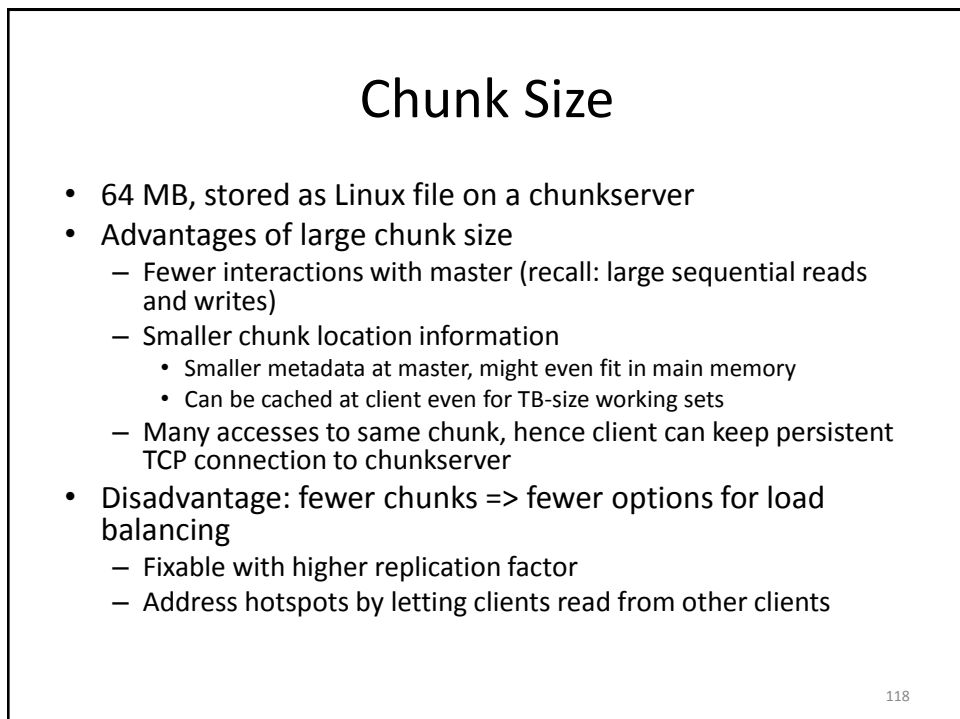 Chunk Size
• 64 MB, stored as Linux file on a chunkserver
• Advantages of large chunk size
– Fewer interactions with master (recall: large sequential reads
and writes)
– Smaller chunk location information
• Smaller metadata at master, might even fit in main memory
• Can be cached at client even for TB-size working sets
– Many accesses to same chunk, hence client can keep persistent
TCP connection to chunkserver
• Disadvantage: fewer chunks => fewer options for load
balancing
– Fixable with higher replication factor
– Address hotspots by letting clients read from other clients
118